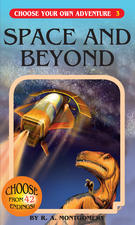 CHOOSE YOUR OWN ADVENTURE 3
SPACE AND
BEYOND
CHOOSE
FROM 42
ENDINGS!
BY R. A. MONTGOMERY